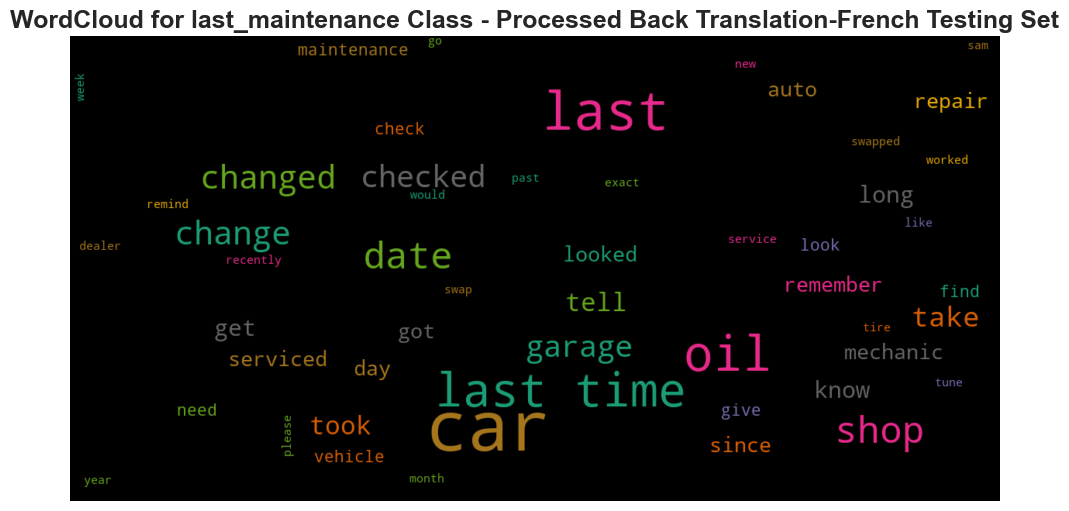 WordCloud for last_maintenance Class - Processed Back Translation-French Testing Set
maintenance
go
sam
new
week
auto
last
repair
check
swapped
worked
changed
checked
past
exact
would
long
remind
like
change
dealer
date
looked
service
look
recently
swap
remember
find
tell
take
get
got
tire
garage
oil
mechanic
serviced
day
last time
know
tune
need
please
took
car
give
shop
since
vehicle
year
month